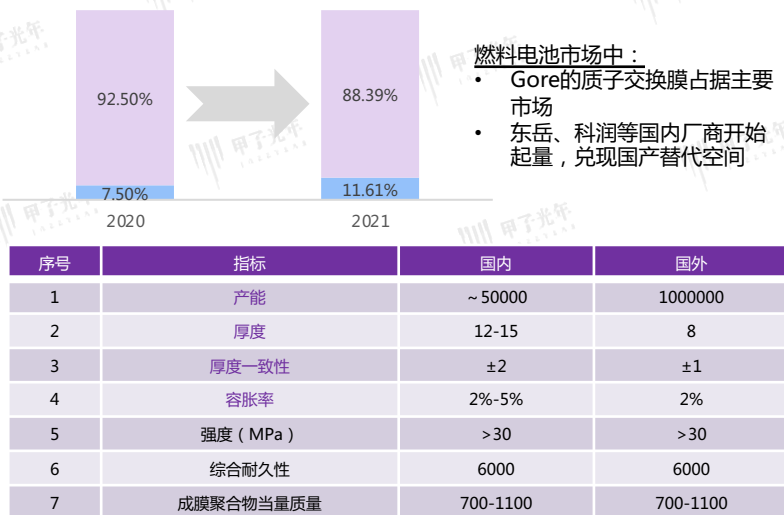 92.50%
88.39%
7.50%
11.61%
2020
2021
燃料电池市场中：
• Gore的质子交换膜占据主要
市场
• 东岳、科润等国内厂商开始
起量，兑现国产替代空间
序号 指标 国内 国外
1 产能 ～50000 1000000
2 厚度 12-15 8
3 厚度一致性 ±2 ±1
4 容胀率 2%-5% 2%
5 强度（MPa） >30 >30
6 综合耐久性 6000 6000
7 成膜聚合物当量质量 700-1100 700-1100
甲子光年